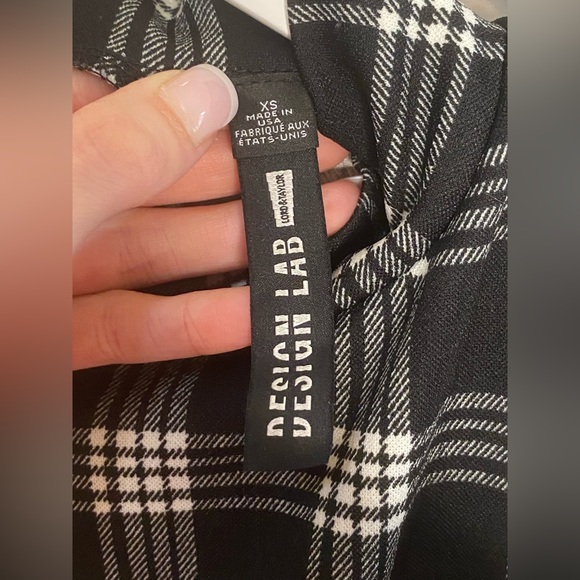 XS
MADE IN
USA
FABRIQUÉ AUX
ÉTATS-UNIS
LORD & TAYLOR
DESIGN LAB